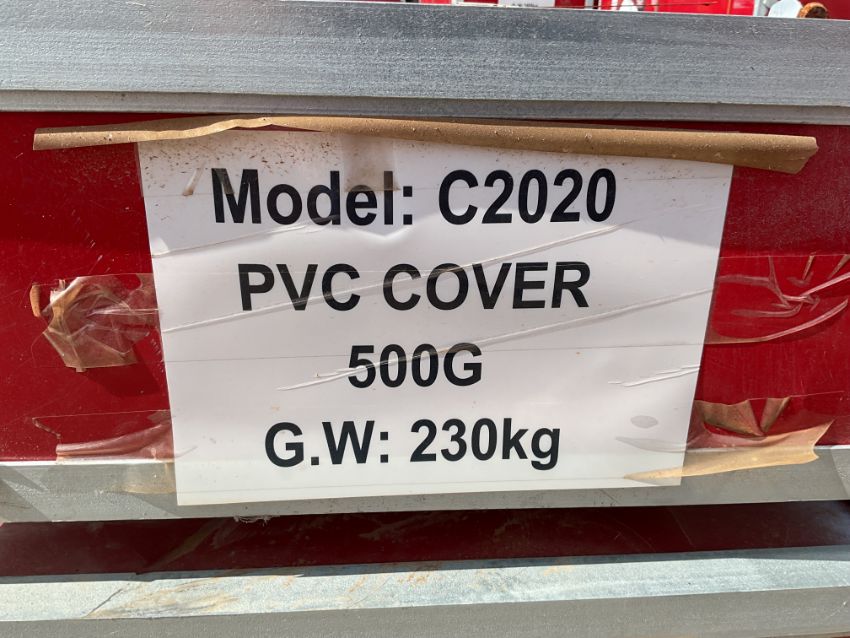 Model: C2020
PVC COVER
500G
G.W: 230kg